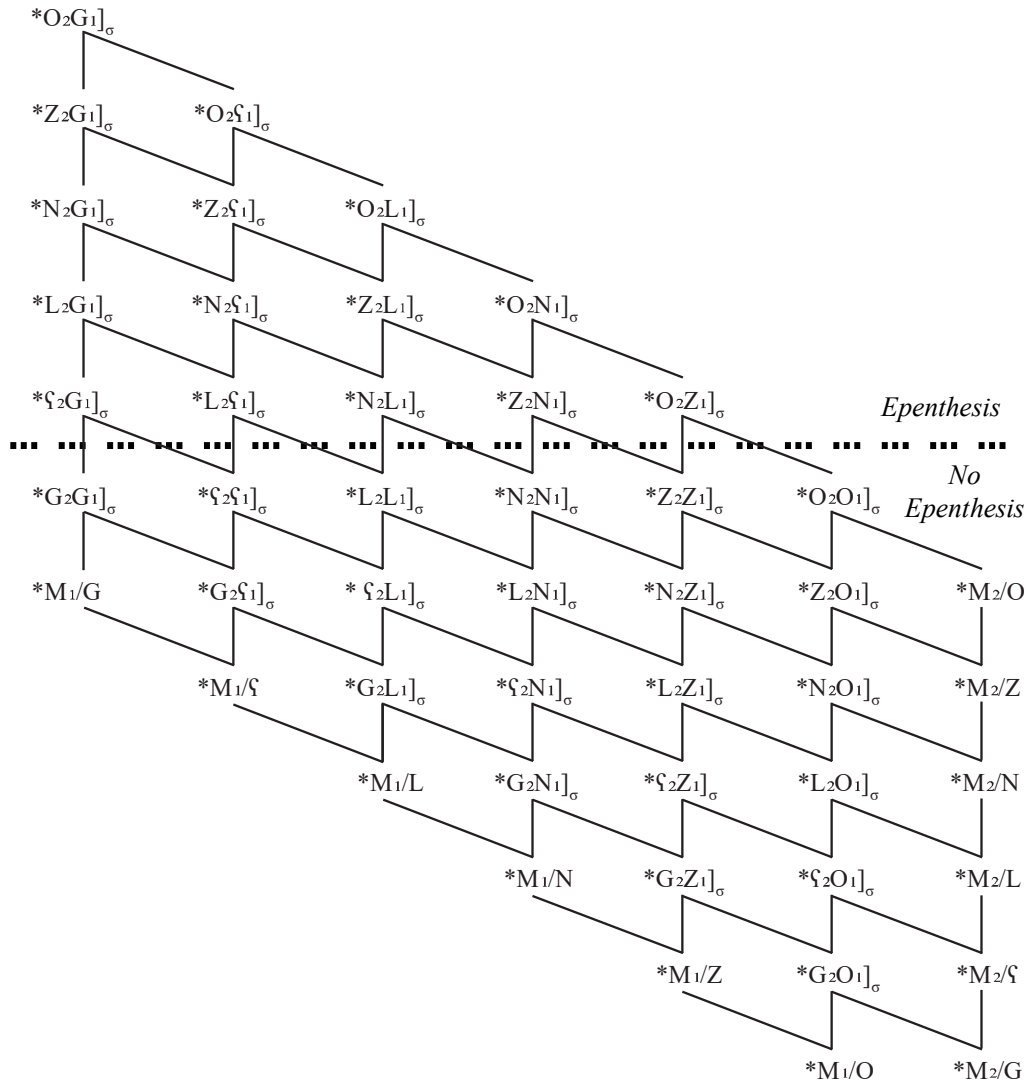 *O₂G₁]σ
*Z₂G₁]σ *O₂ʕ₁]σ
*N₂G₁]σ *Z₂ʕ₁]σ *O₂L₁]σ
*L₂G₁]σ *N₂ʕ₁]σ *Z₂L₁]σ *O₂N₁]σ
*ʕ₂G₁]σ *L₂ʕ₁]σ *N₂L₁]σ *Z₂N₁]σ *O₂Z₁]σ Epenthesis
No
*G₂G₁]σ *ʕ₂ʕ₁]σ *L₂L₁]σ *N₂N₁]σ *Z₂Z₁]σ *O₂O₁]σ Epenthesis
*M₁/G *G₂ʕ₁]σ * ʕ₂L₁]σ *L₂N₁]σ *N₂Z₁]σ *Z₂O₁]σ *M₂/O
*M₁/ʕ *G₂L₁]σ *ʕ₂N₁]σ *L₂Z₁]σ *N₂O₁]σ *M₂/Z
*M₁/L *G₂N₁]σ *ʕ₂Z₁]σ *L₂O₁]σ *M₂/N
*M₁/N *G₂Z₁]σ *ʕ₂O₁]σ *M₂/L
*M₁/Z *G₂O₁]σ *M₂/ʕ
*M₁/O *M₂/G